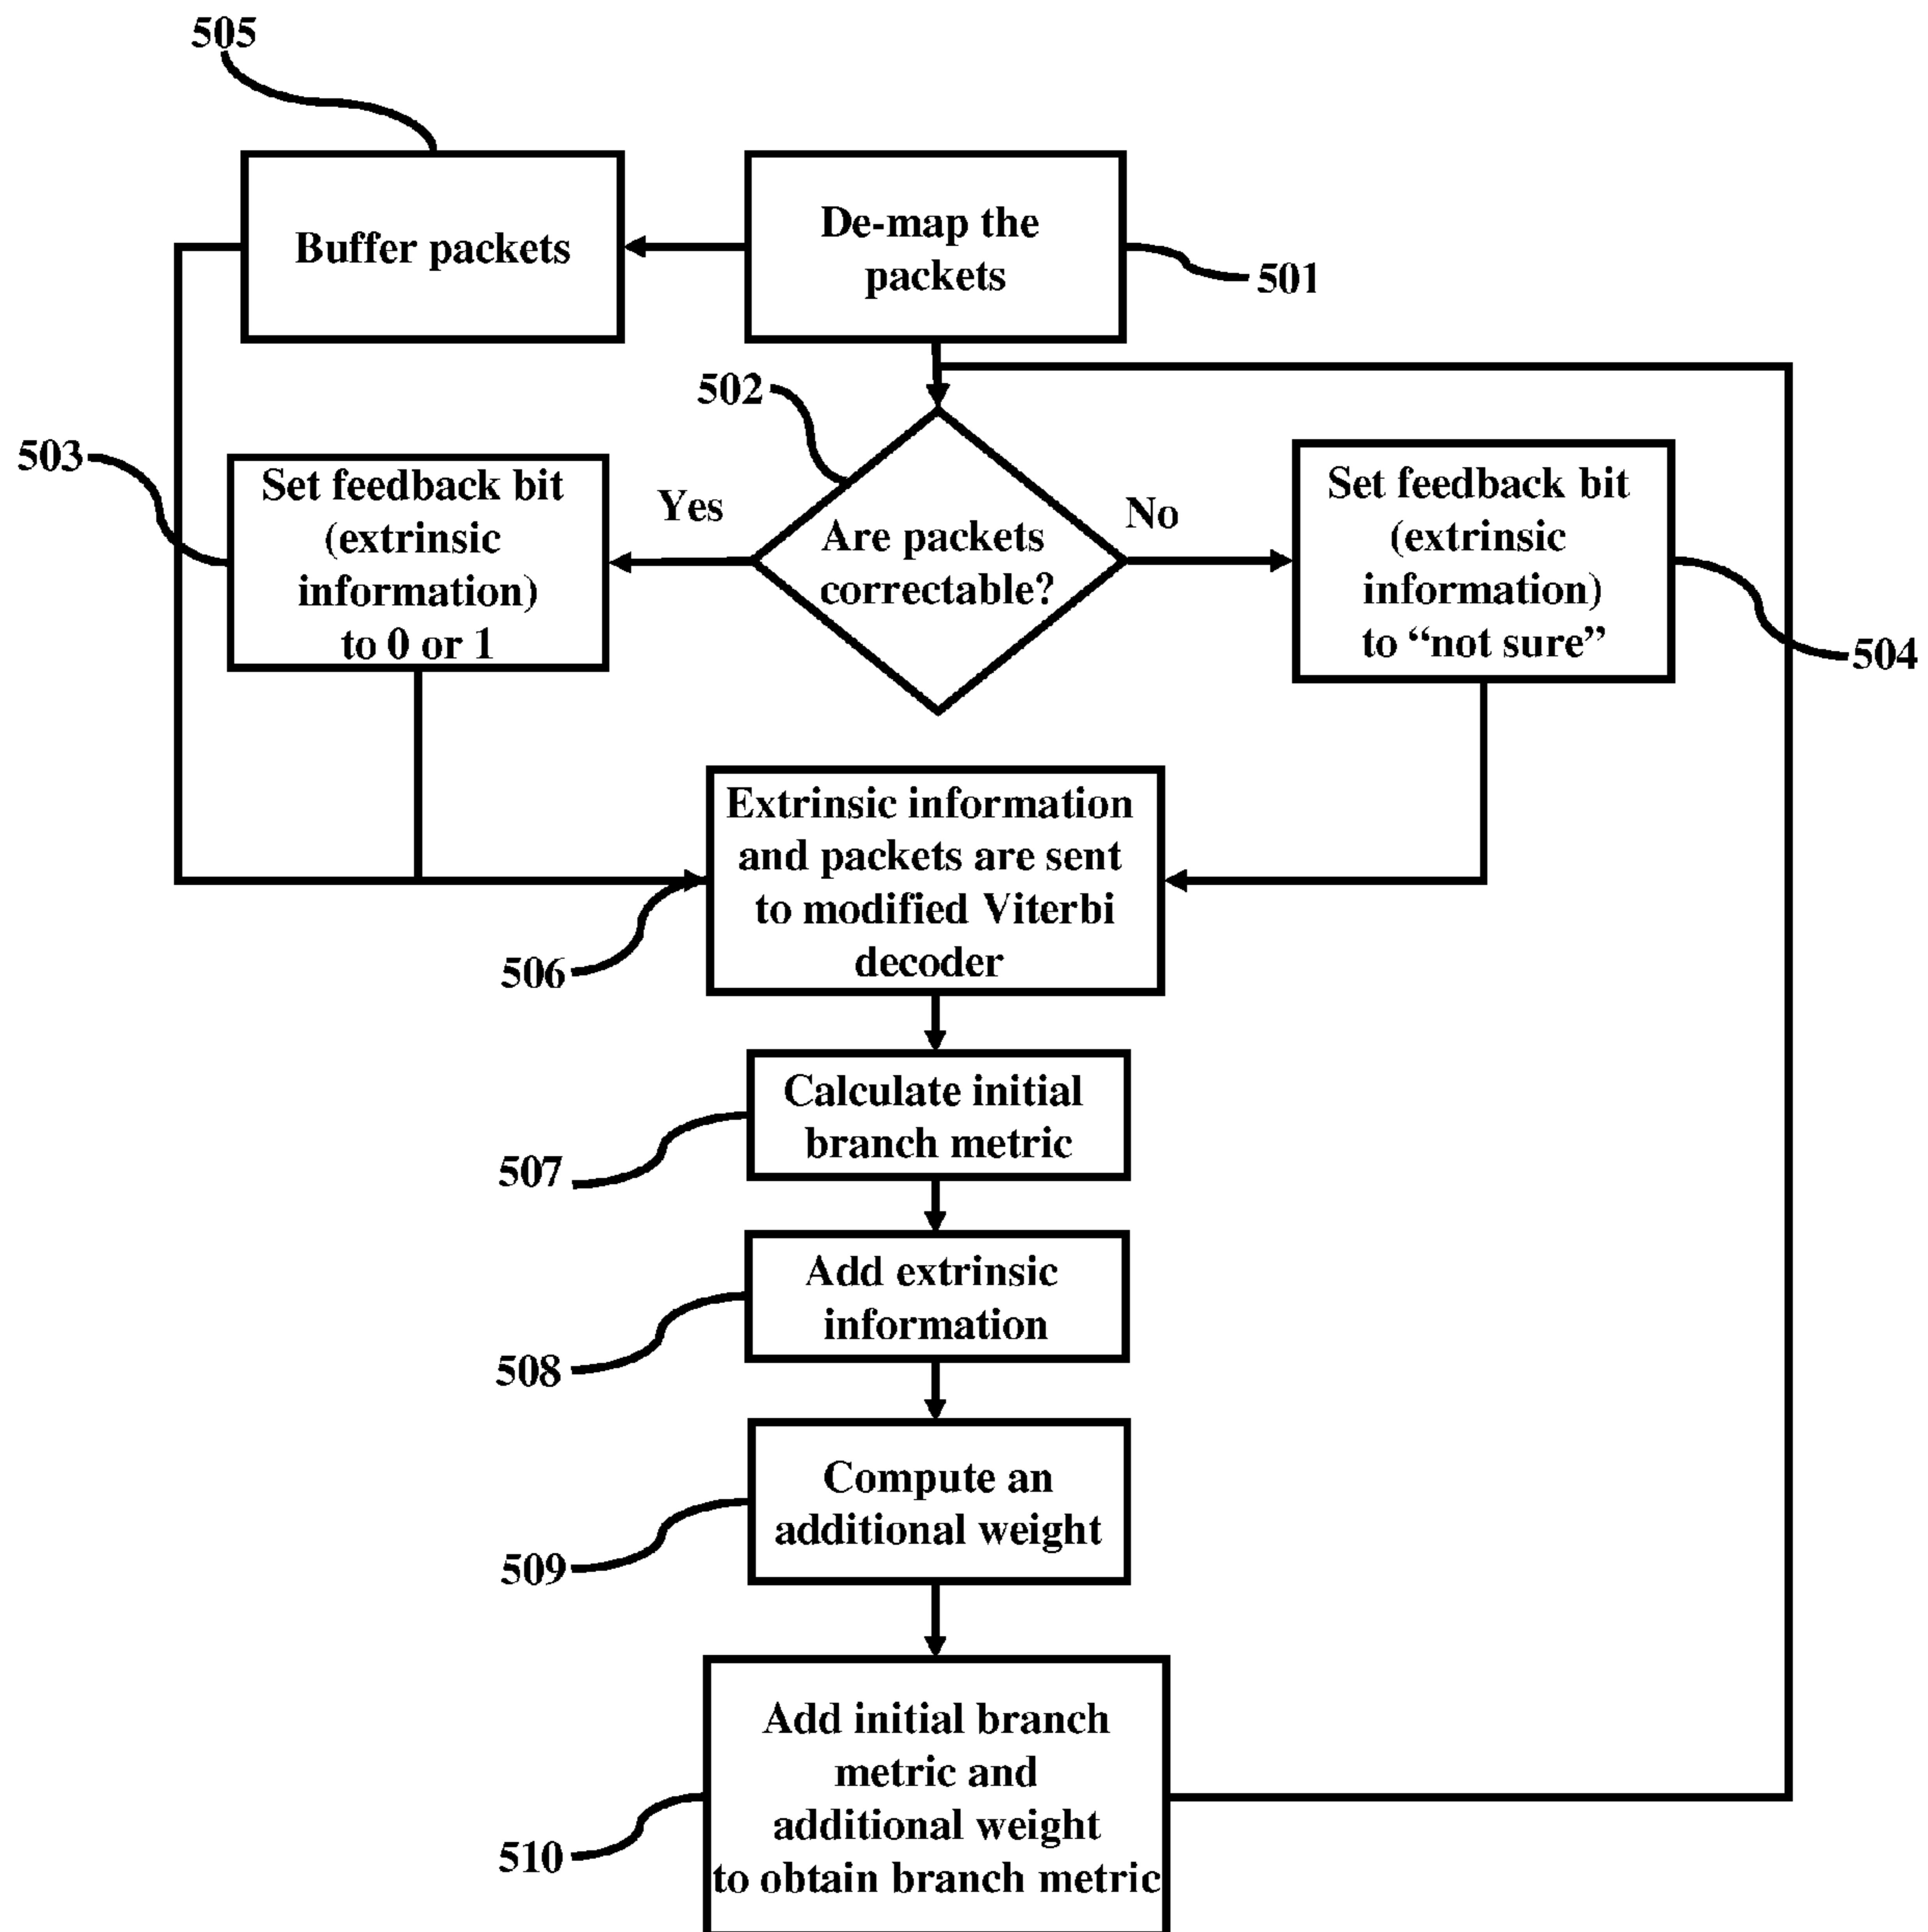 505
Buffer packets
De-map the
packets
501
502
503
Set feedback bit
(extrinsic
information)
to 0 or 1
Yes
Are packets
correctable?
No
Set feedback bit
(extrinsic
information)
to “not sure”
504
Extrinsic information
and packets are sent
to modified Viterbi
decoder
506
Calculate initial
branch metric
507
Add extrinsic
information
508
Compute an
additional weight
509
Add initial branch
metric and
additional weight
to obtain branch metric
510